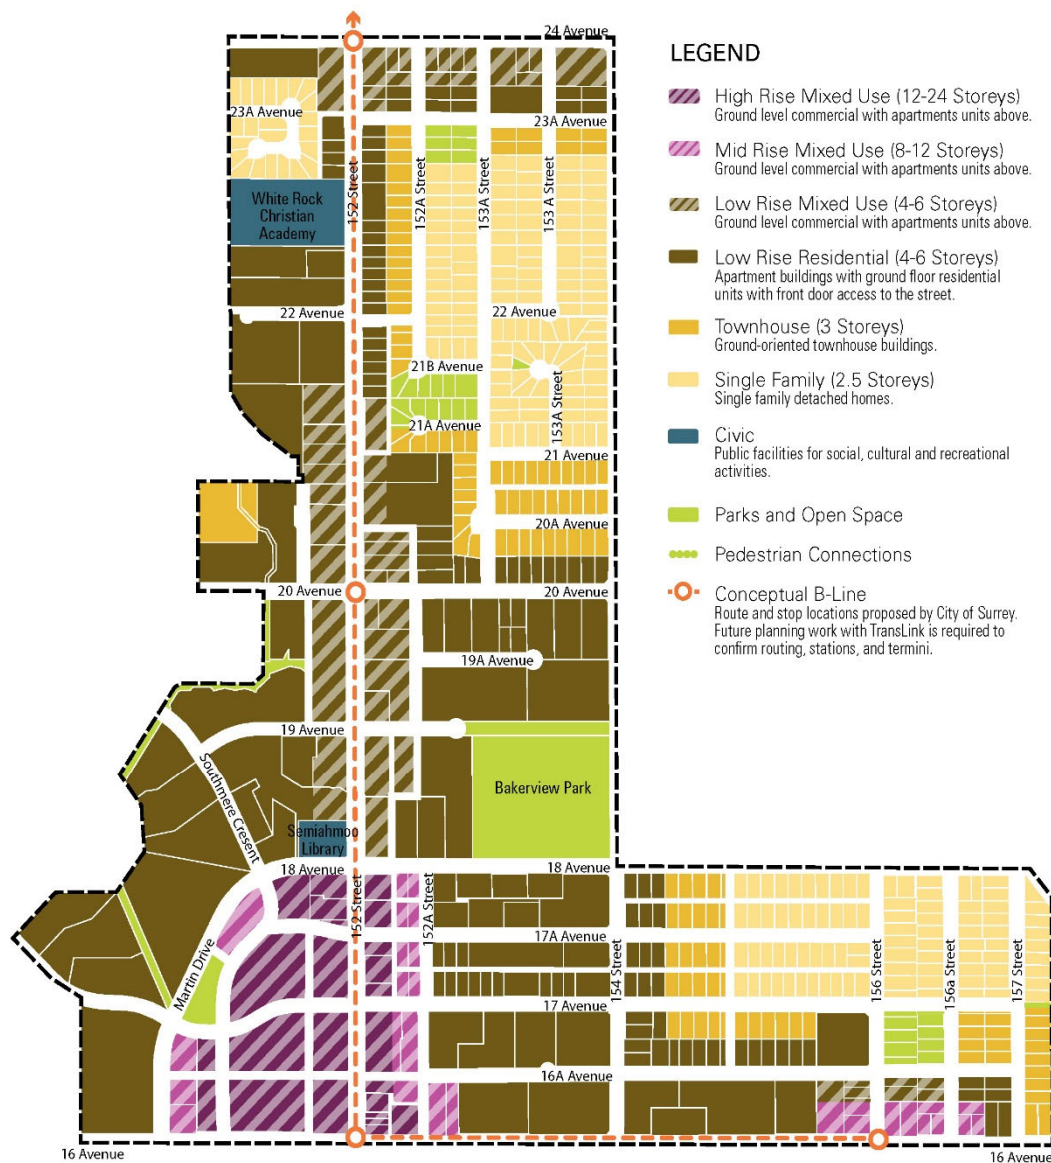 24 Avenue
23A Avenue
23A Avenue
152 Street
152A Street
153A Street
153 A Street
White Rock
Christian
Academy
22 Avenue
22 Avenue
21B Avenue
153A Street
21A Avenue
21 Avenue
20A Avenue
20 Avenue
20 Avenue
19A Avenue
19 Avenue
Southmere Cresent
Bakerview Park
Semiahmoo
Library
18 Avenue
18 Avenue
152 Street
152A Street
17A Avenue
Martin Drive
154 Street
156 Street
156a Street
157 Street
17 Avenue
16A Avenue
16 Avenue
16 Avenue
LEGEND
High Rise Mixed Use (12-24 Storeys)
Ground level commercial with apartments units above.
Mid Rise Mixed Use (8-12 Storeys)
Ground level commercial with apartments units above.
Low Rise Mixed Use (4-6 Storeys)
Ground level commercial with apartments units above.
Low Rise Residential (4-6 Storeys)
Apartment buildings with ground floor residential
units with front door access to the street.
Townhouse (3 Storeys)
Ground-oriented townhouse buildings.
Single Family (2.5 Storeys)
Single family detached homes.
Civic
Public facilities for social, cultural and recreational
activities.
Parks and Open Space
Pedestrian Connections
Conceptual B-Line
Route and stop locations proposed by City of Surrey.
Future planning work with TransLink is required to
confirm routing, stations, and termini.